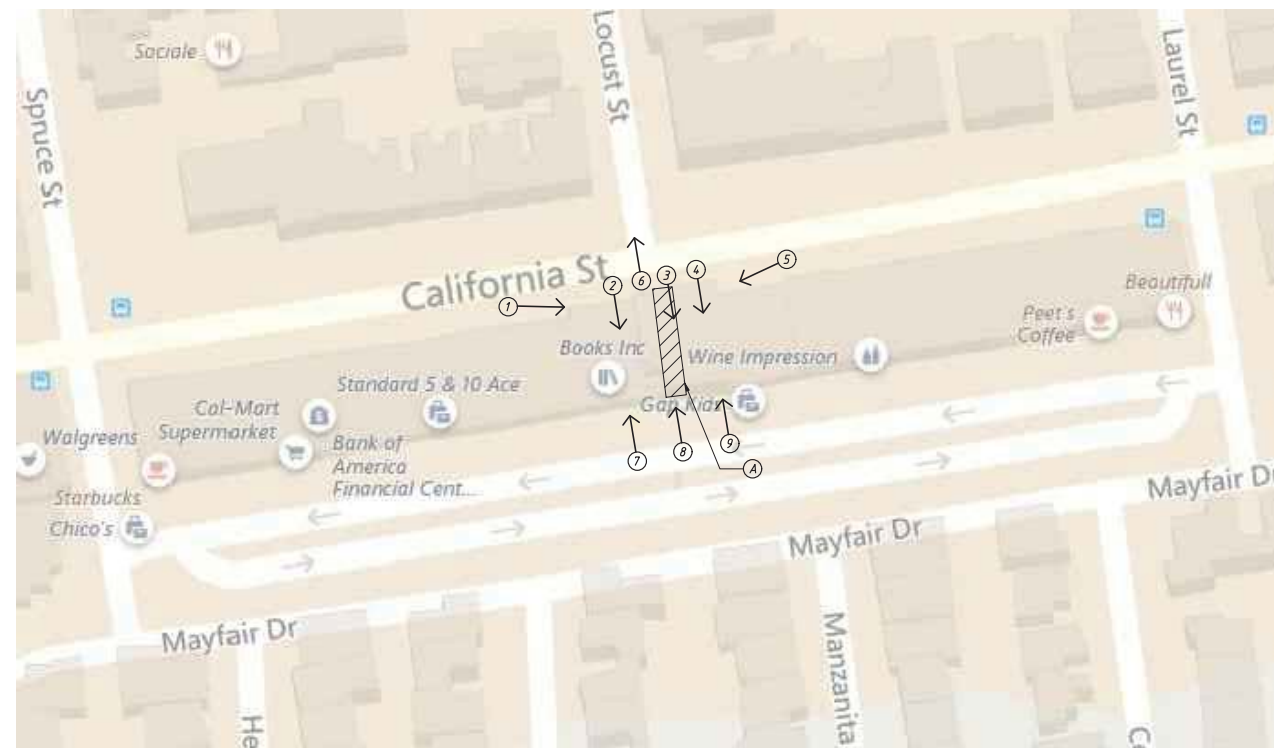 Sociale
Locust St
Laurel St
Spruce St
California St
1
2
6
3
4
5
Beautifull
Peet's
Coffee
Books Inc
Wine Impression
Standard 5 & 10 Ace
Gap Kids
Cal-Mart
Supermarket
Walgreens
Bank of
America
Financial Cent...
Starbucks
Chico's
7
8
9
A
Mayfair Dr
Mayfair Dr
Mayfair Dr
Manzanita
He
C